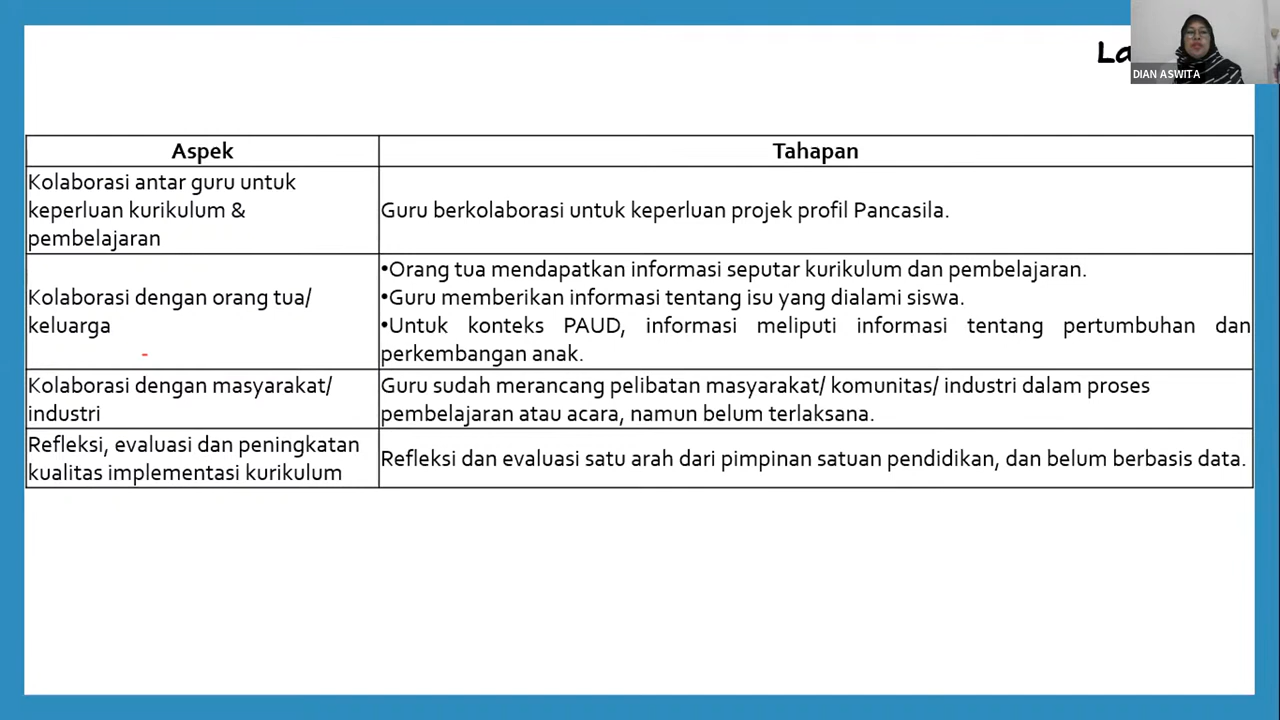 DIAN ASWITA
Aspek
Tahapan
Kolaborasi antar guru untuk
keperluan kurikulum &
pembelajaran
Guru berkolaborasi untuk keperluan projek profil Pancasila.
Kolaborasi dengan orang tua/
keluarga
•Orang tua mendapatkan informasi seputar kurikulum dan pembelajaran.
•Guru memberikan informasi tentang isu yang dialami siswa.
•Untuk konteks PAUD, informasi meliputi informasi tentang pertumbuhan dan
perkembangan anak.
Kolaborasi dengan masyarakat/
industri
Guru sudah merancang pelibatan masyarakat/ komunitas/ industri dalam proses
pembelajaran atau acara, namun belum terlaksana.
Refleksi, evaluasi dan peningkatan
kualitas implementasi kurikulum
Refleksi dan evaluasi satu arah dari pimpinan satuan pendidikan, dan belum berbasis data.